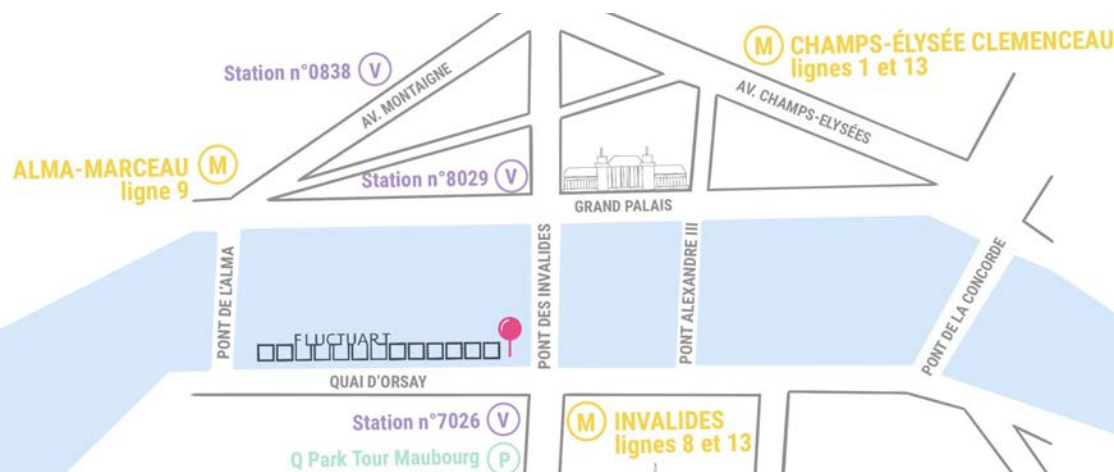 M CHAMPS-ÉLYSÉE CLEMENCEAU
lignes 1 et 13
Station n°0838 V
AV. MONTAIGNE
AV. CHAMPS-ELYSÉES
ALMA-MARCEAU M
ligne 9
Station n°8029 V
GRAND PALAIS
PONT DE L'ALMA
PONT DES INVALIDES
PONT ALEXANDRE III
PONT DE LA CONCORDE
FLUCTUART
QUAI D'ORSAY
Station n°7026 V
M INVALIDES
lignes 8 et 13
Q Park Tour Maubourg P